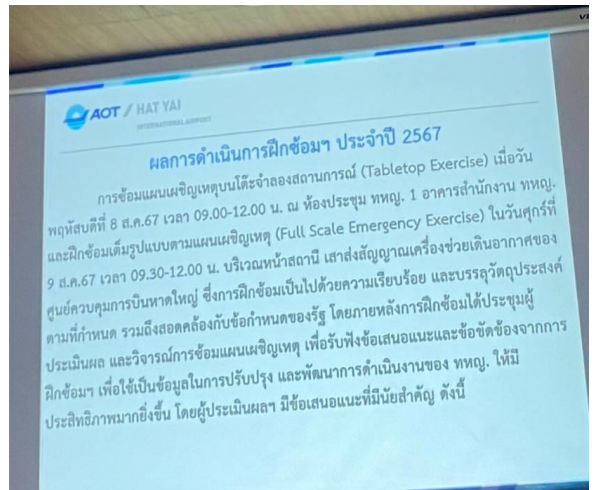 AOT / HAT YAI
INTERNATIONAL AIRPORT
ผลการดำเนินการฝึกซ้อมฯ ประจำปี 2567
การซ้อมแผนเผชิญเหตุบนโต๊ะจำลองสถานการณ์ (Tabletop Exercise) เมื่อวัน
พฤหัสบดีที่ 8 ส.ค.67 เวลา 09.00-12.00 น. ณ ห้องประชุม ทหญ. 1 อาคารสำนักงาน ทหญ.
และฝึกซ้อมเต็มรูปแบบตามแผนเผชิญเหตุ (Full Scale Emergency Exercise) ในวันศุกร์ที่
9 ส.ค.67 เวลา 09.30-12.00 น. บริเวณหน้าสถานี เสาส่งสัญญาณเครื่องช่วยเดินอากาศของ
ศูนย์ควบคุมการบินหาดใหญ่ ซึ่งการฝึกซ้อมเป็นไปด้วยความเรียบร้อย และบรรลุวัตถุประสงค์
ตามที่กำหนด รวมถึงสอดคล้องกับข้อกำหนดของรัฐ โดยภายหลังการฝึกซ้อมได้ประชุมผู้
ประเมินผล และวิจารณ์การซ้อมแผนเผชิญเหตุ เพื่อรับฟังข้อเสนอแนะและข้อขัดข้องจากการ
ฝึกซ้อมฯ เพื่อใช้เป็นข้อมูลในการปรับปรุง และพัฒนาการดำเนินงานของ ทหญ. ให้มี
ประสิทธิภาพมากยิ่งขึ้น โดยผู้ประเมินผลฯ มีข้อเสนอแนะที่มีนัยสำคัญ ดังนี้